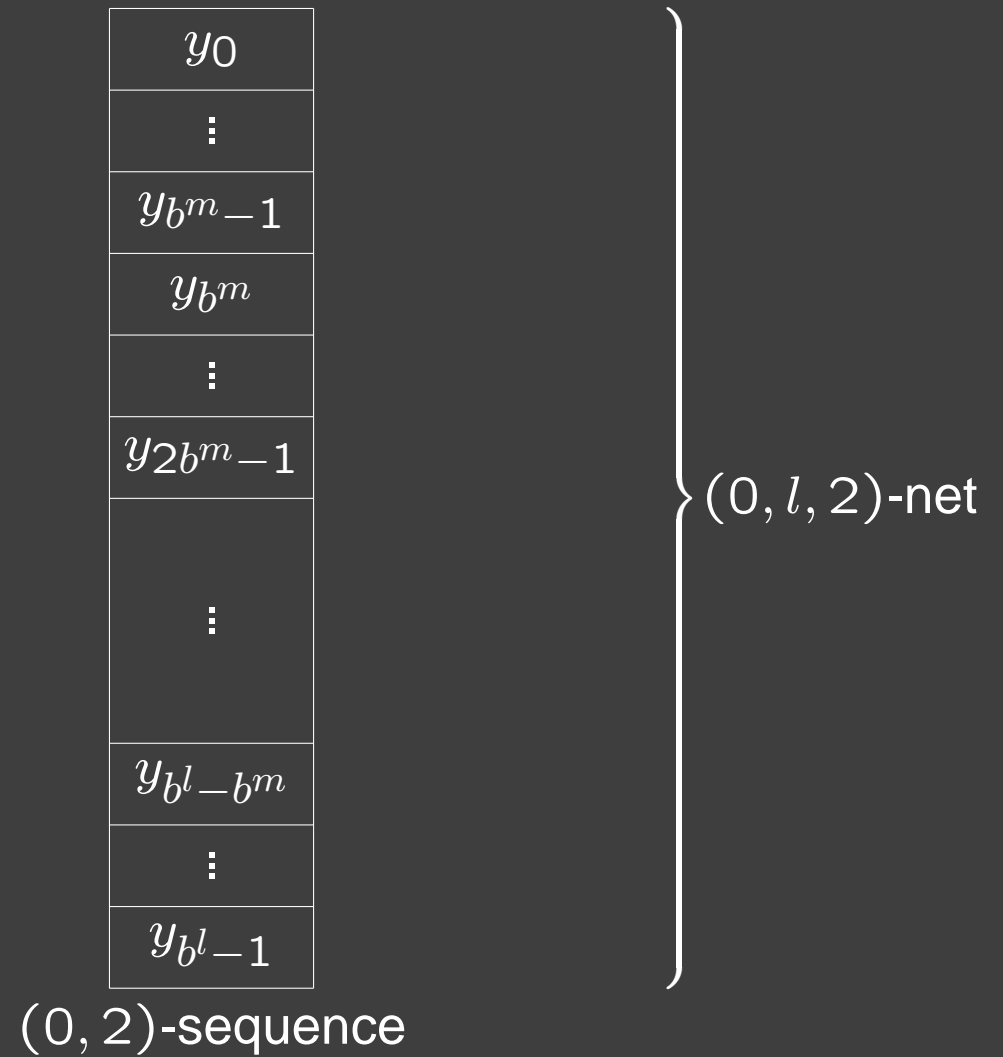 y_0
⋮
y_{b^m-1}
y_{b^m}
⋮
y_{2b^m-1}
⋮
(0, l, 2)-net
y_{b^l-b^m}
⋮
y_{b^l-1}
(0, 2)-sequence